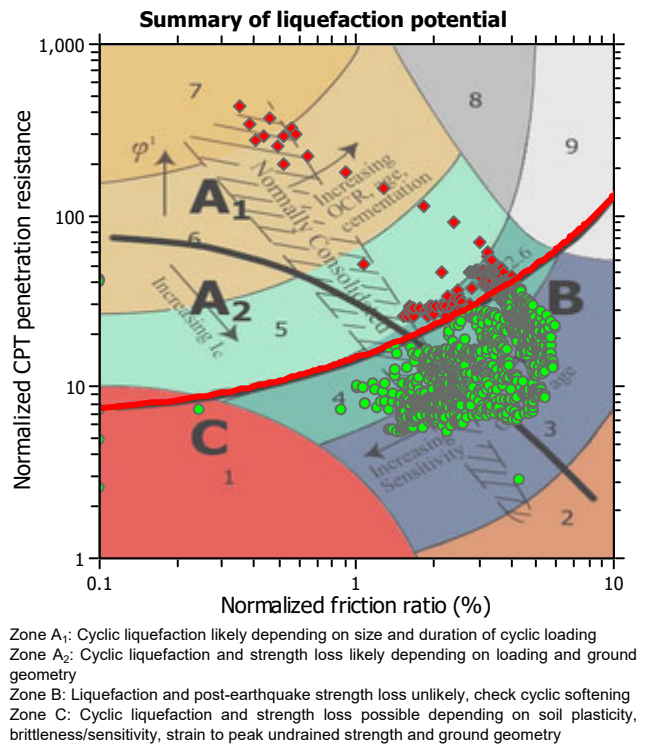 Summary of liquefaction potential
1,000
100
10
1
Normalized CPT penetration resistance
7
8
9
φ'
A1
Normally Consolidated
Increasing
OCR, age,
cementation
6
A2
Increasing Ic
5
2.6
B
4
age
3
C
1
Increasing
Sensitivity
2
0.1
1
10
Normalized friction ratio (%)
Zone A1: Cyclic liquefaction likely depending on size and duration of cyclic loading
Zone A2: Cyclic liquefaction and strength loss likely depending on loading and ground
geometry
Zone B: Liquefaction and post-earthquake strength loss unlikely, check cyclic softening
Zone C: Cyclic liquefaction and strength loss possible depending on soil plasticity,
brittleness/sensitivity, strain to peak undrained strength and ground geometry